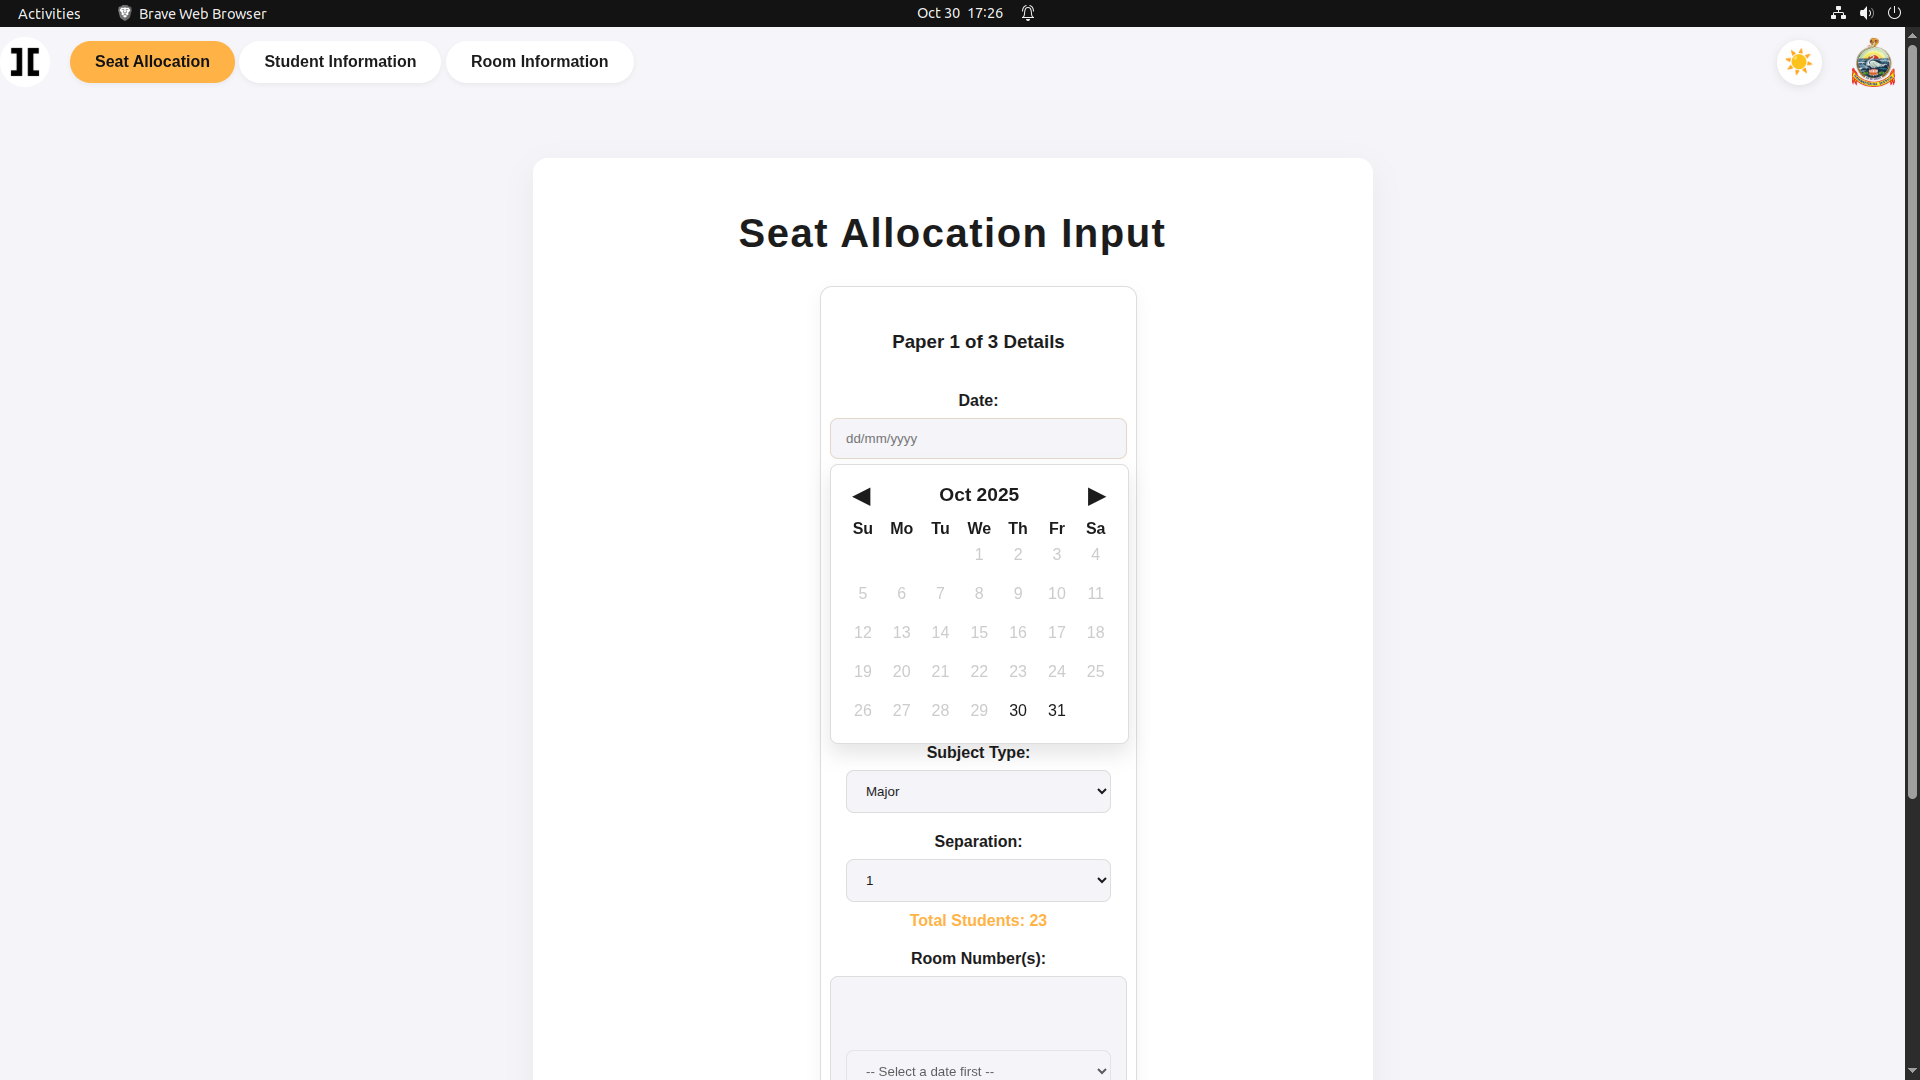 Activities
Brave Web Browser
Oct 30 17:26
Seat Allocation
Student Information
Room Information
Seat Allocation Input
Paper 1 of 3 Details
Date:
dd/mm/yyyy
◀ Oct 2025 ▶
Su Mo Tu We Th Fr Sa
1 2 3 4
5 6 7 8 9 10 11
12 13 14 15 16 17 18
19 20 21 22 23 24 25
26 27 28 29 30 31
Subject Type:
Major
Separation:
1
Total Students: 23
Room Number(s):
-- Select a date first --